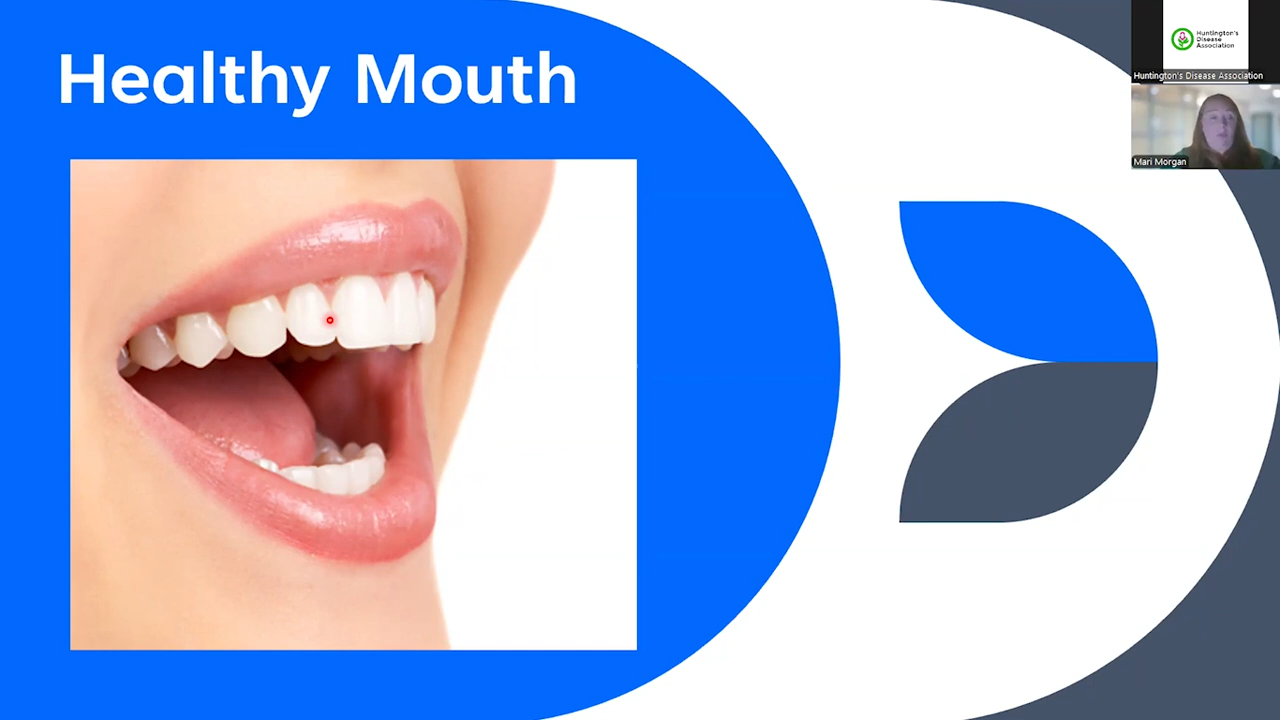 Healthy Mouth
Huntington's
Disease
Association
Huntington's Disease Association
Mari Morgan